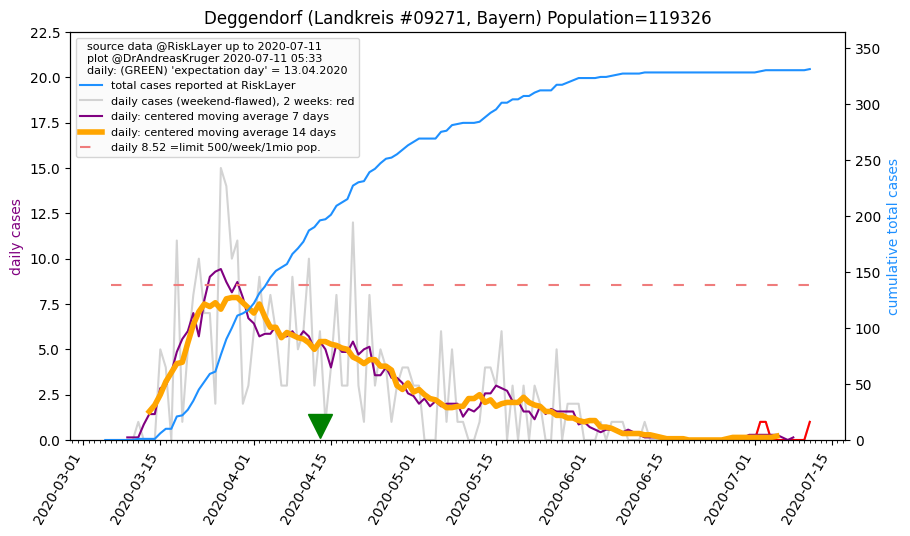 Deggendorf (Landkreis #09271, Bayern) Population=119326
source data @RiskLayer up to 2020-07-11
plot @DrAndreasKruger 2020-07-11 05:33
daily: (GREEN) 'expectation day' = 13.04.2020
total cases reported at RiskLayer
daily cases (weekend-flawed), 2 weeks: red
daily: centered moving average 7 days
daily: centered moving average 14 days
daily 8.52 =limit 500/week/1mio pop.
daily cases
22.5
20.0
17.5
15.0
12.5
10.0
7.5
5.0
2.5
0.0
350
300
250
200
150
100
50
0
cumulative total cases
2020-03-01
2020-03-15
2020-04-01
2020-04-15
2020-05-01
2020-05-15
2020-06-01
2020-06-15
2020-07-01
2020-07-15